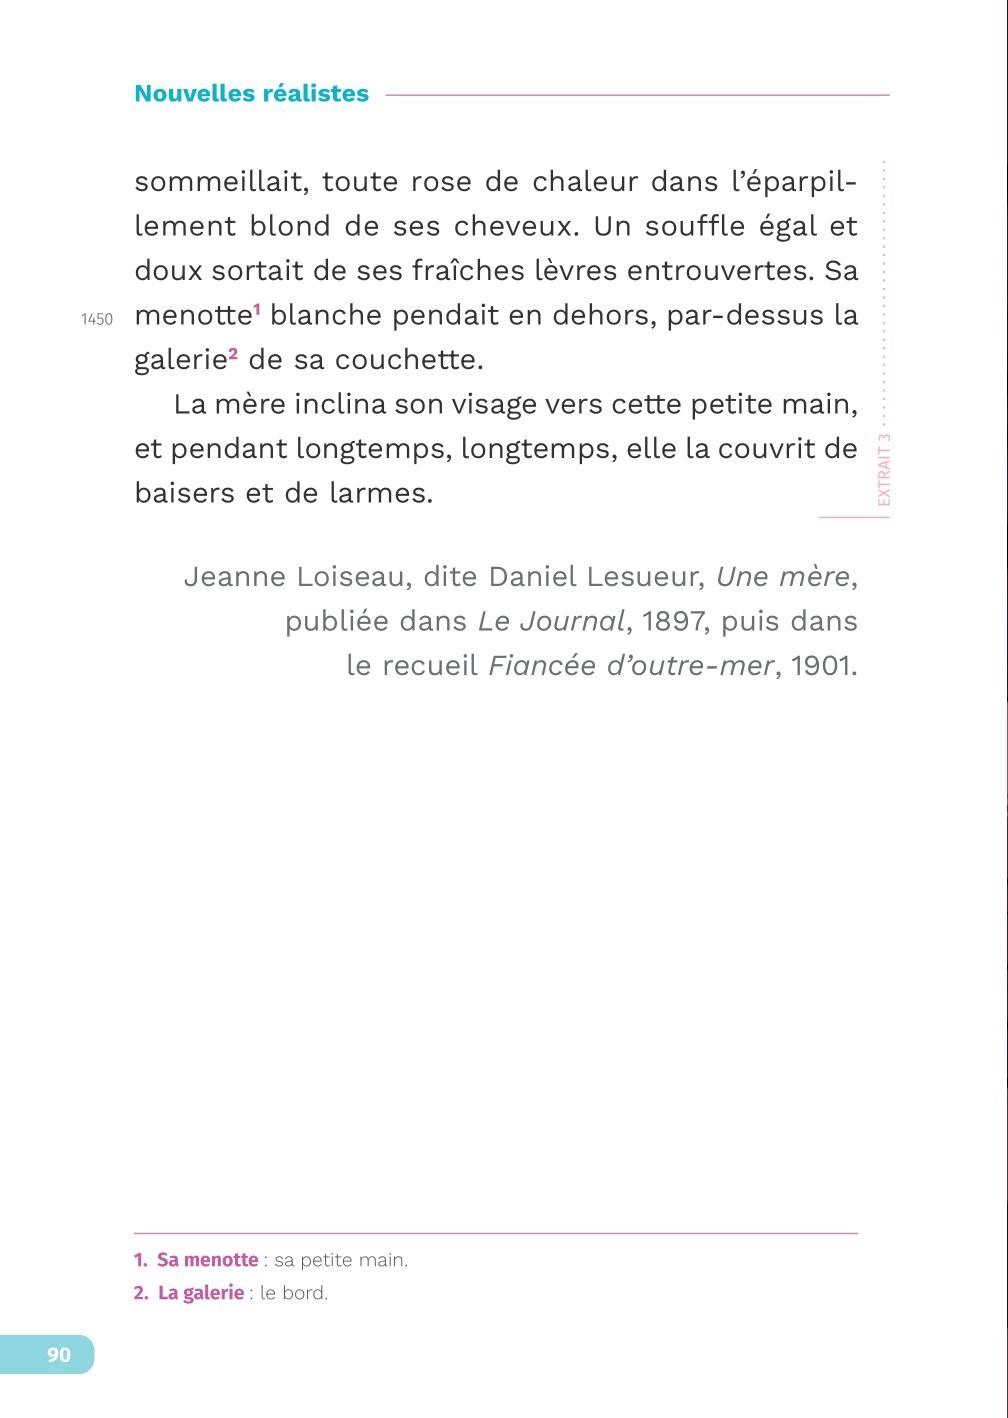 Nouvelles réalistes
sommeillait, toute rose de chaleur dans l’éparpil-
lement blond de ses cheveux. Un souffle égal et
doux sortait de ses fraîches lèvres entrouvertes. Sa
1450 menotte¹ blanche pendait en dehors, par-dessus la
galerie² de sa couchette.
La mère inclina son visage vers cette petite main,
et pendant longtemps, longtemps, elle la couvrit de
baisers et de larmes.
EXTRAIT 3
Jeanne Loiseau, dite Daniel Lesueur, Une mère,
publiée dans Le Journal, 1897, puis dans
le recueil Fiancée d’outre-mer, 1901.
1. Sa menotte : sa petite main.
2. La galerie : le bord.
90